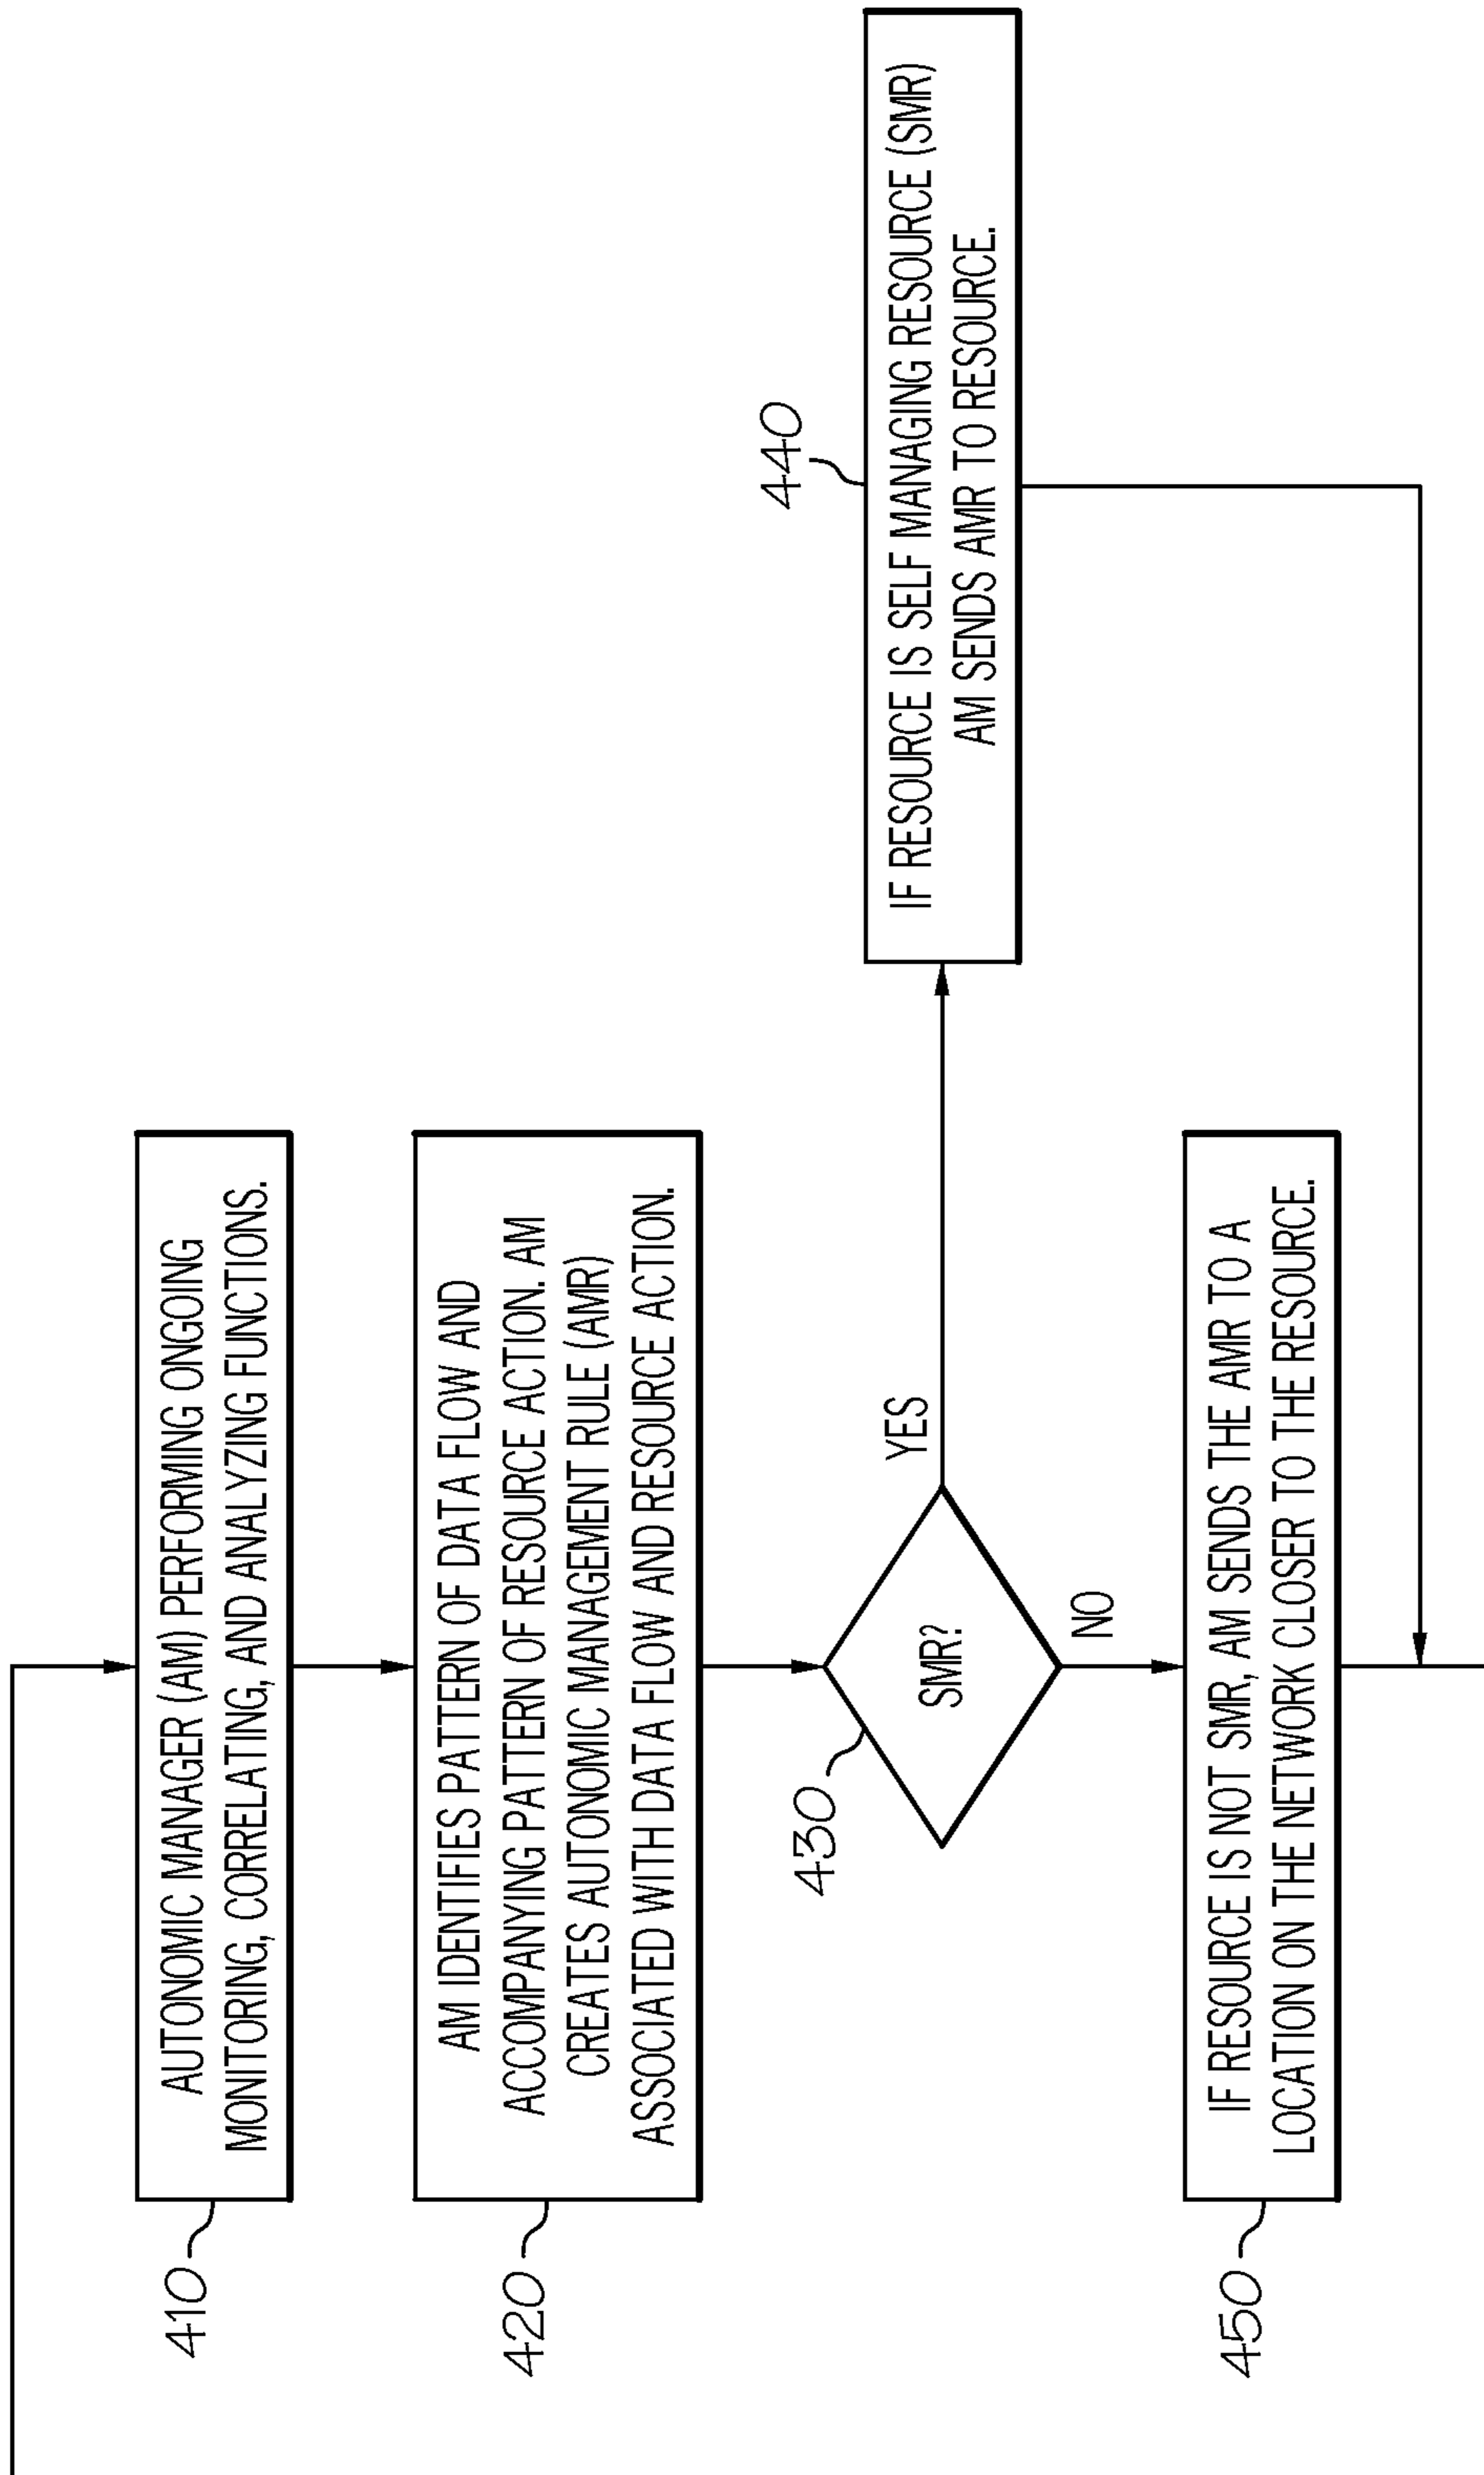 410
AUTONOMIC MANAGER (AM) PERFORMING ONGOING
MONITORING, CORRELATING, AND ANALYZING FUNCTIONS.
420
AM IDENTIFIES PATTERN OF DATA FLOW AND
ACCOMPANYING PATTERN OF RESOURCE ACTION. AM
CREATES AUTONOMIC MANAGEMENT RULE (AMR)
ASSOCIATED WITH DATA FLOW AND RESOURCE ACTION.
430
SMR?
YES
NO
440
IF RESOURCE IS SELF MANAGING RESOURCE (SMR)
AM SENDS AMR TO RESOURCE.
450
IF RESOURCE IS NOT SMR, AM SENDS THE AMR TO A
LOCATION ON THE NETWORK CLOSER TO THE RESOURCE.